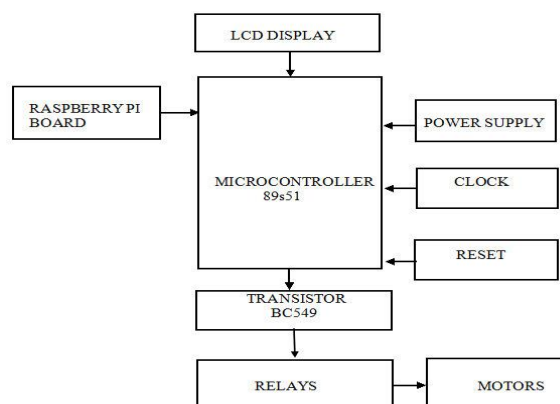 LCD DISPLAY
RASPBERRY PI
BOARD
POWER SUPPLY
MICROCONTROLLER
89s51
CLOCK
RESET
TRANSISTOR
BC549
RELAYS
MOTORS